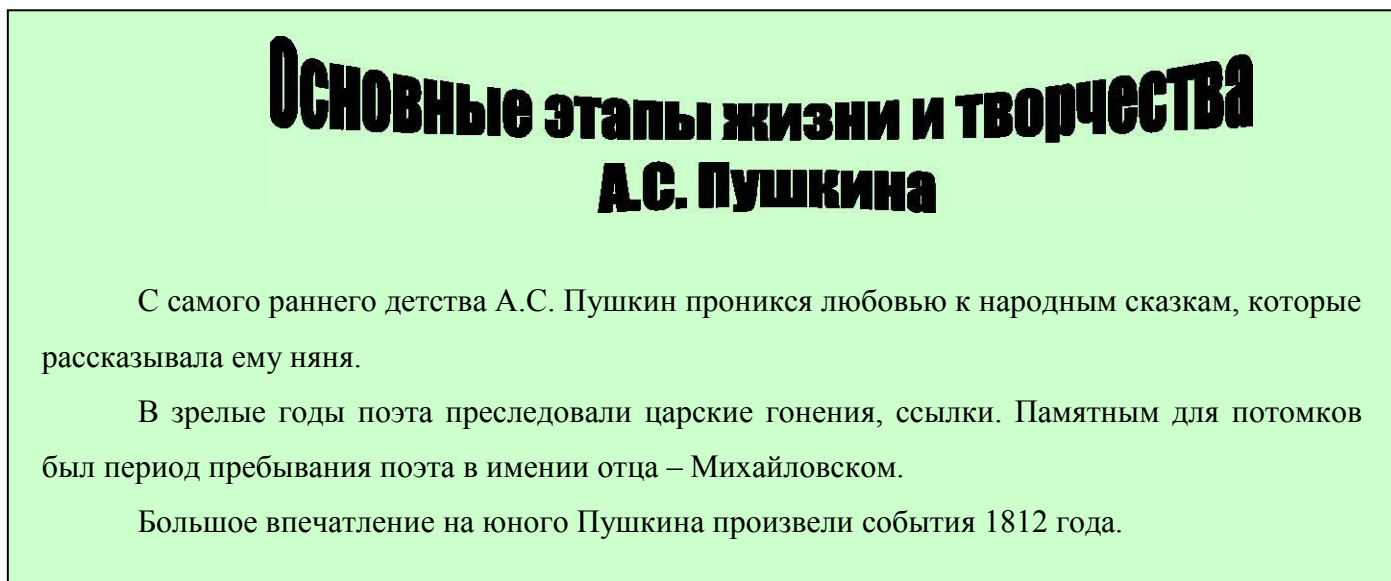 Основные этапы жизни и творчества
А.С. Пушкина
С самого раннего детства А.С. Пушкин проникся любовью к народным сказкам, которые
рассказывала ему няня.
В зрелые годы поэта преследовали царские гонения, ссылки. Памятным для потомков
был период пребывания поэта в имении отца – Михайловском.
Большое впечатление на юного Пушкина произвели события 1812 года.